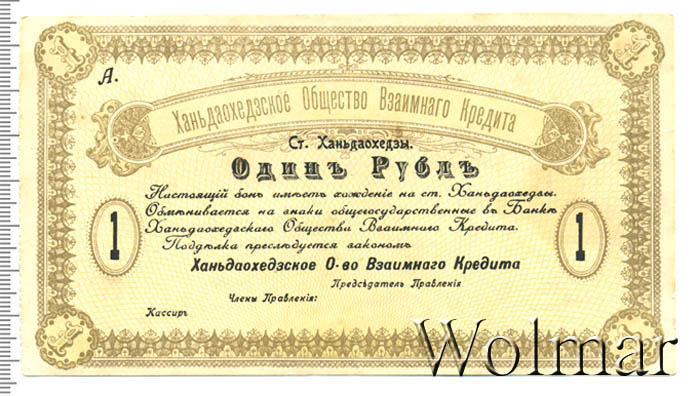 А.
Ханьдаохедзское Общество Взаимнаго Кредита
Ст. Ханьдаохедзы.
Одинъ Рубль
Настоящій бонъ имѣетъ хожденіе на ст. Ханьдаохедзы.
Обмѣнивается на знаки общегосударственные въ Банкѣ
Ханьдаохедзскаго Общества Взаимнаго Кредита.
Поддѣлка преслѣдуется закономъ
1
1
Ханьдаохедзское О-во Взаимнаго Кредита
Предсѣдатель Правленія
Члены Правленія:
Кассиръ
Wolmar